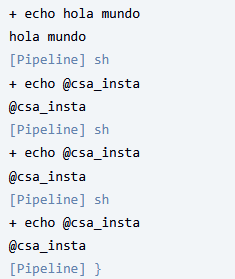 + echo hola mundo
hola mundo
[Pipeline] sh
+ echo @csa_insta
@csa_insta
[Pipeline] sh
+ echo @csa_insta
@csa_insta
[Pipeline] sh
+ echo @csa_insta
@csa_insta
[Pipeline] }